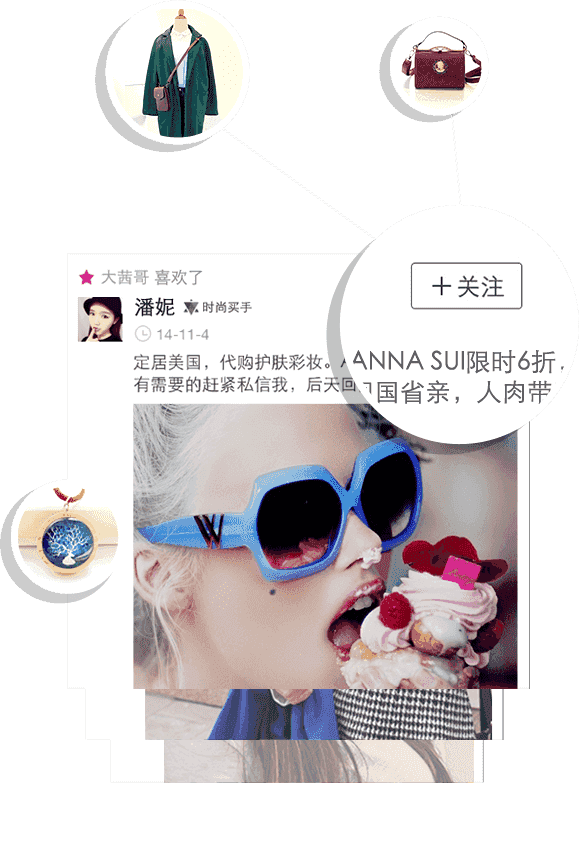 大茜哥 喜欢了
潘妮 时尚买手
14-11-4
+关注
定居美国，代购护肤彩妆。ANNA SUI限时6折，
有需要的赶紧私信我，后天回国省亲，人肉带